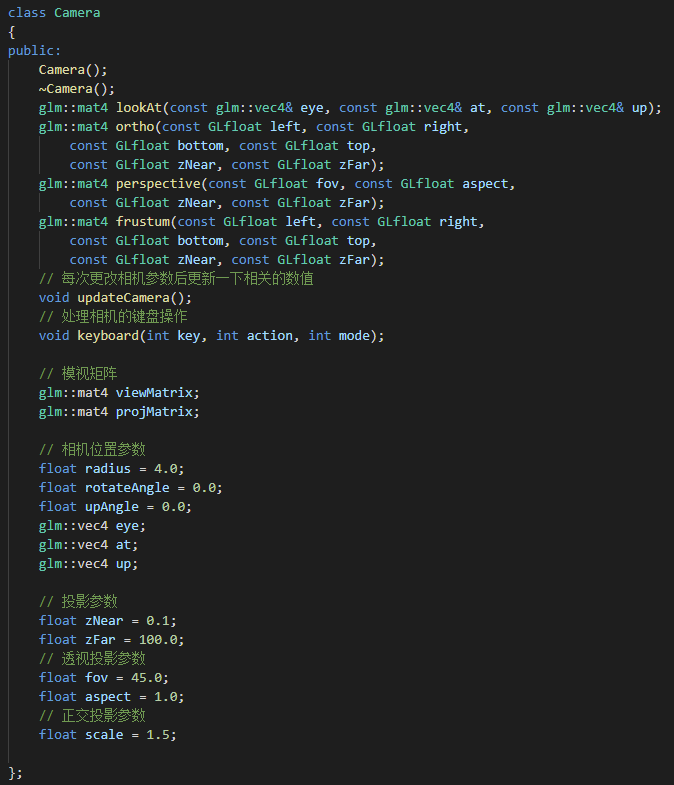 class Camera
{
public:
    Camera();
    ~Camera();
    glm::mat4 lookAt(const glm::vec4& eye, const glm::vec4& at, const glm::vec4& up);
    glm::mat4 ortho(const GLfloat left, const GLfloat right,
        const GLfloat bottom, const GLfloat top,
        const GLfloat zNear, const GLfloat zFar);
    glm::mat4 perspective(const GLfloat fov, const GLfloat aspect,
        const GLfloat zNear, const GLfloat zFar);
    glm::mat4 frustum(const GLfloat left, const GLfloat right,
        const GLfloat bottom, const GLfloat top,
        const GLfloat zNear, const GLfloat zFar);
    // 每次更改相机参数后更新一下相关的数值
    void updateCamera();
    // 处理相机的键盘操作
    void keyboard(int key, int action, int mode);

    // 模视矩阵
    glm::mat4 viewMatrix;
    glm::mat4 projMatrix;

    // 相机位置参数
    float radius = 4.0;
    float rotateAngle = 0.0;
    float upAngle = 0.0;
    glm::vec4 eye;
    glm::vec4 at;
    glm::vec4 up;

    // 投影参数
    float zNear = 0.1;
    float zFar = 100.0;
    // 透视投影参数
    float fov = 45.0;
    float aspect = 1.0;
    // 正交投影参数
    float scale = 1.5;

};